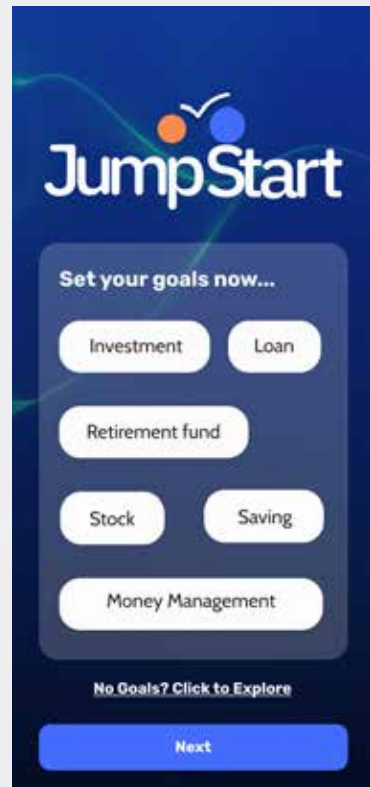 JumpStart
Set your goals now...
Investment Loan
Retirement fund
Stock Saving
Money Management
No Goals? Click to Explore
Next